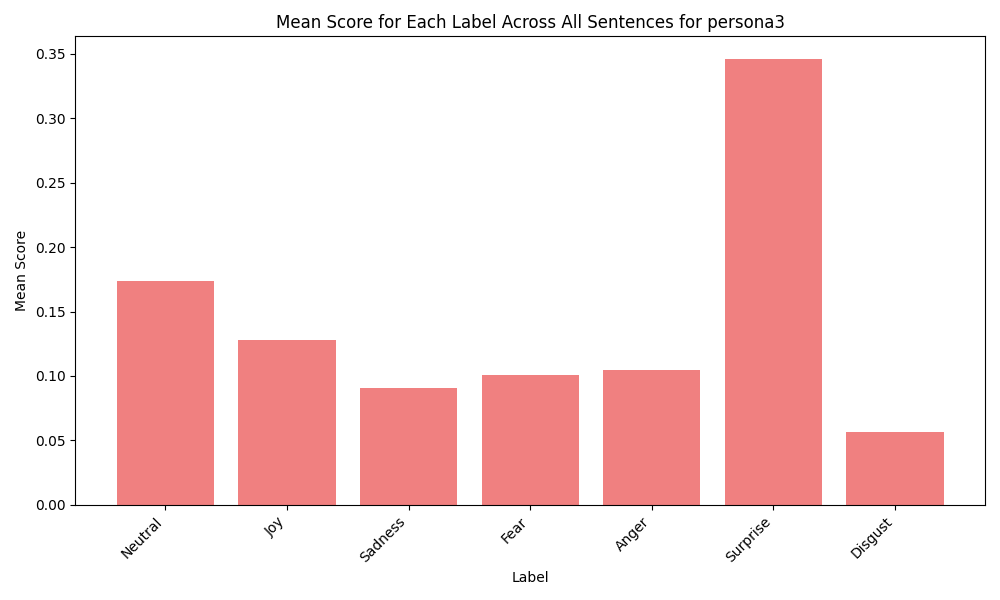 Mean Score for Each Label Across All Sentences for persona3
0.35
0.30
0.25
0.20
0.15
0.10
0.05
0.00
Mean Score
Neutral
Joy
Sadness
Fear
Anger
Surprise
Disgust
Label